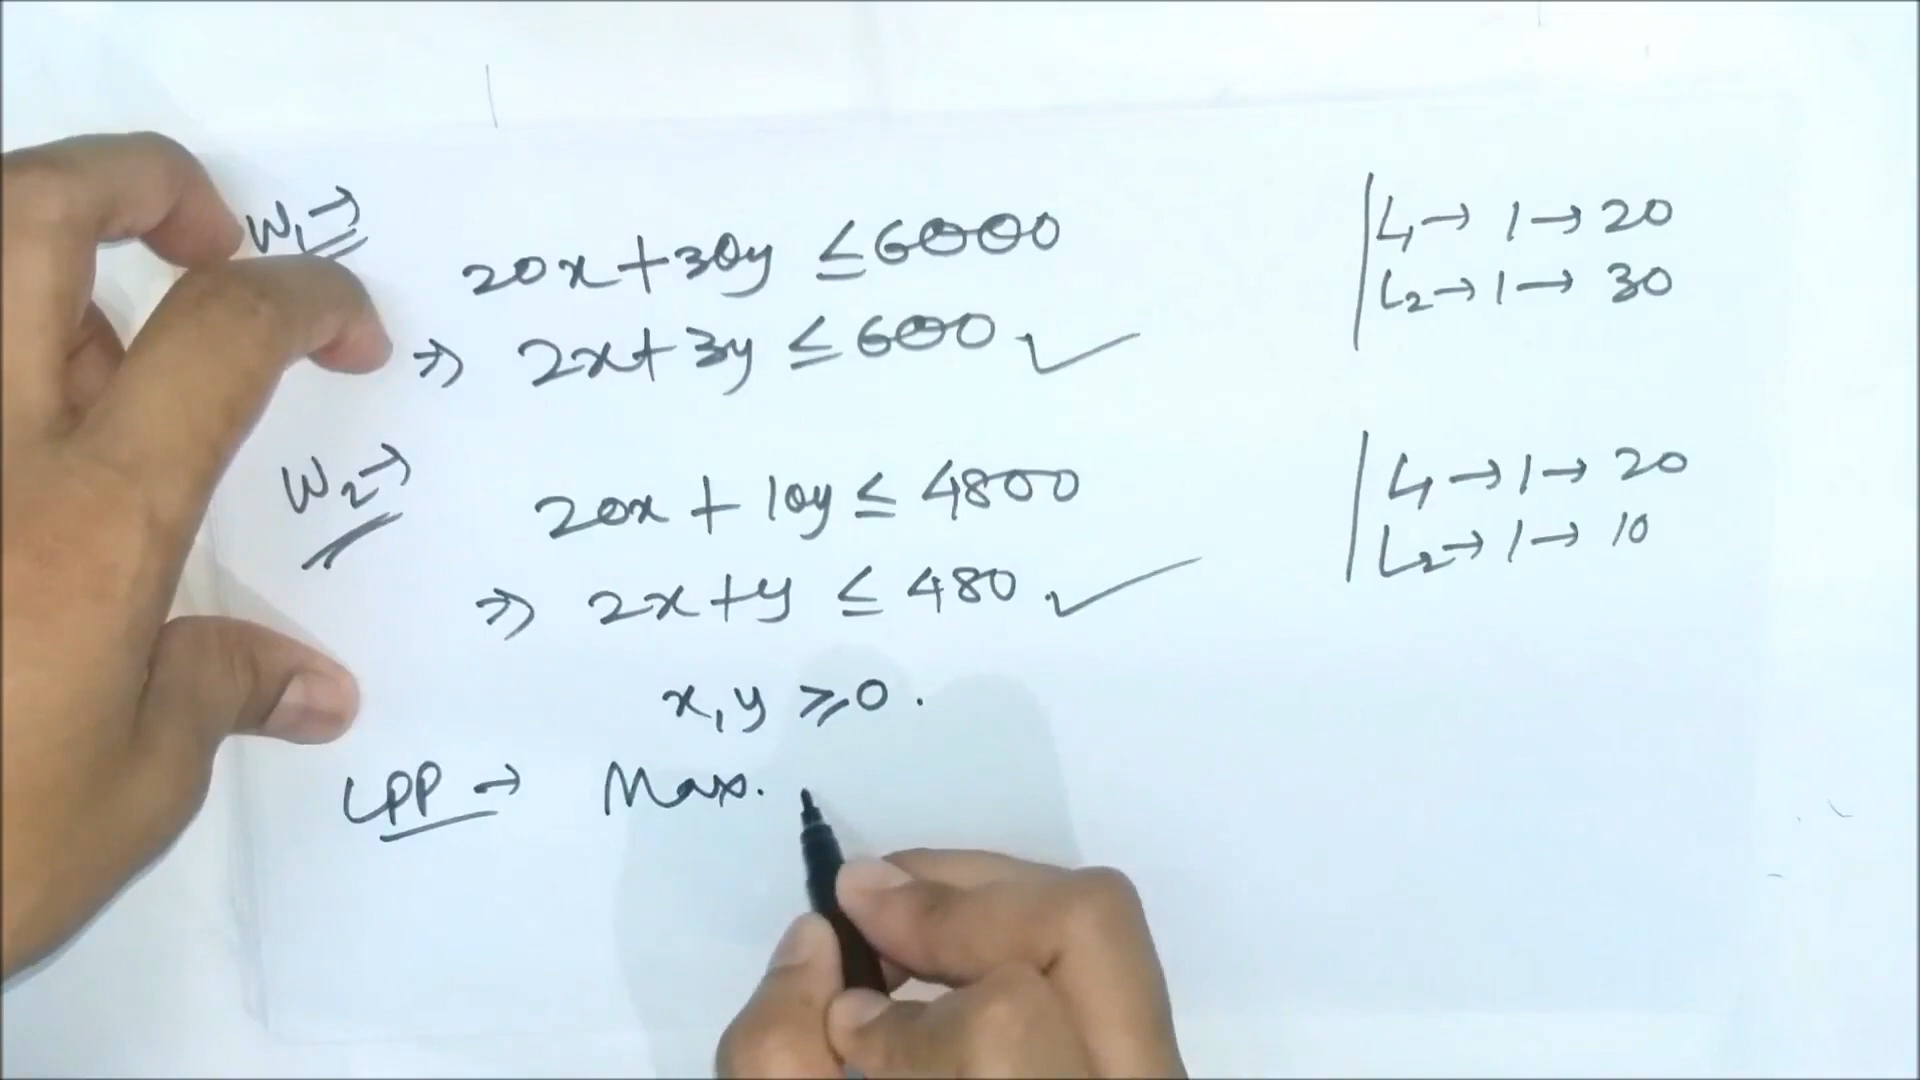 W₁→
20x+30y ≤6000
⇒ 2x+3y ≤600 ✓
L₁→ 1→20
L₂→1→ 30
W₂→
20x + 10y ≤ 4800
⇒ 2x+y ≤ 480 ✓
L₁→1→ 20
L₂→1→ 10
x,y ≥0.
LPP → Max.